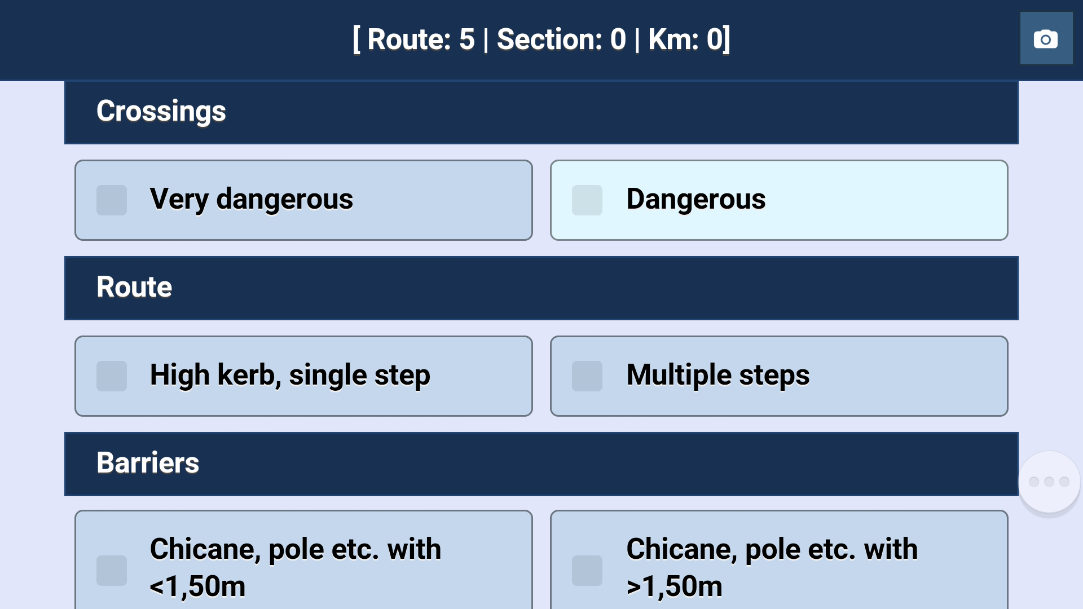 [ Route: 5 | Section: 0 | Km: 0]
Crossings
Very dangerous
Dangerous
Route
High kerb, single step
Multiple steps
Barriers
Chicane, pole etc. with
<1,50m
Chicane, pole etc. with
>1,50m